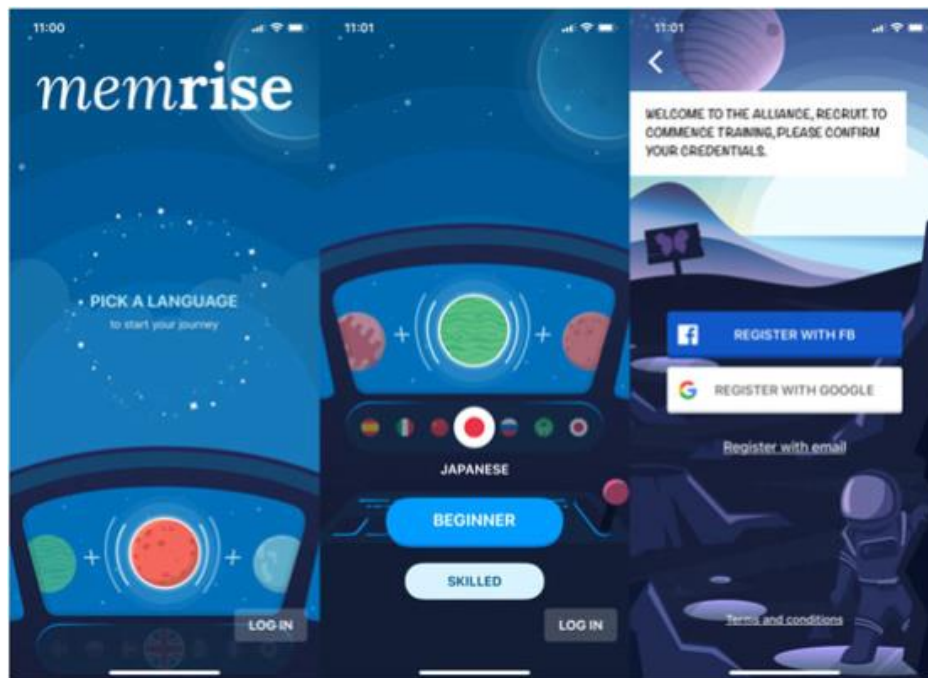 11:00
memrise
PICK A LANGUAGE
to start your journey
LOG IN
11:01
JAPANESE
BEGINNER
SKILLED
LOG IN
11:01
WELCOME TO THE ALLIANCE, RECRUIT. TO
COMMENCE TRAINING, PLEASE CONFIRM
YOUR CREDENTIALS.
REGISTER WITH FB
REGISTER WITH GOOGLE
Register with email
Terms and conditions